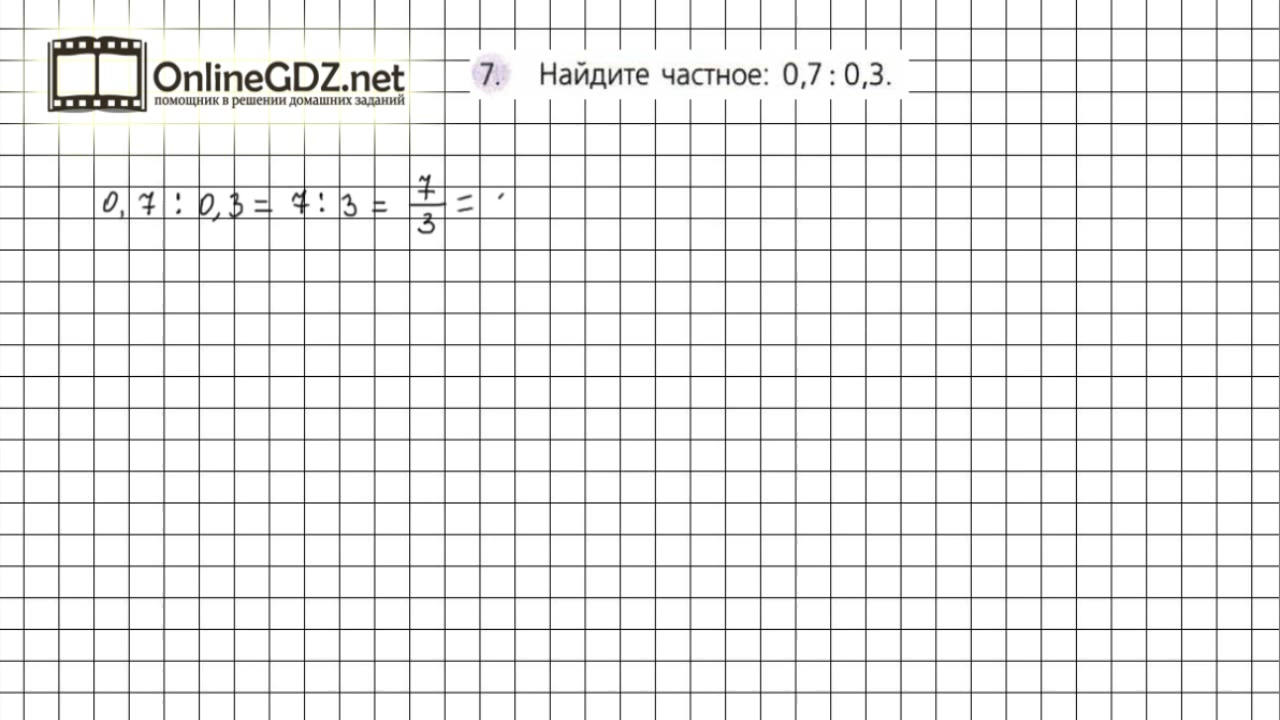 OnlineGDZ.net
помощник в решении домашних заданий
7. Найдите частное: 0,7 : 0,3.
0,7 : 0,3 = 7 : 3 = 7/3 =